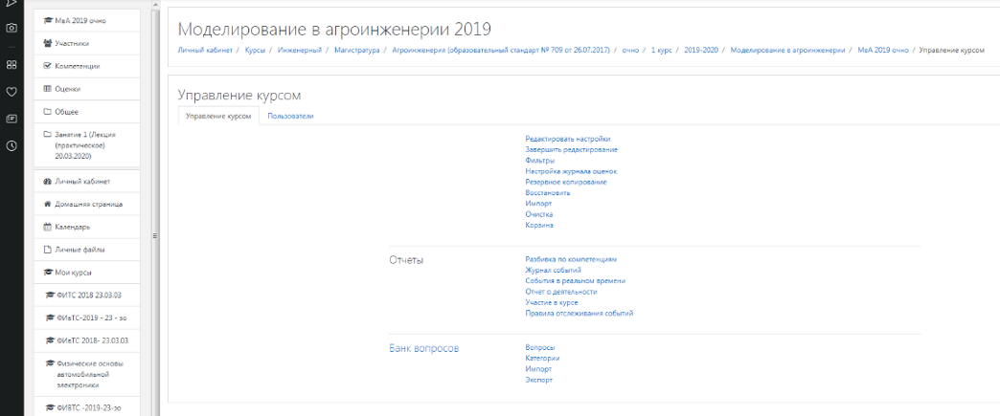 МвА 2019 очно
Участники
Компетенции
Оценки
Общее
Занятие 1 (Лекция
(практическое)
20.03.2020)
Личный кабинет
Домашняя страница
Календарь
Личные файлы
Мои курсы
ФИТС 2018 23.03.03
ФИвТС-2019 - 23 - зо
ФИвТС 2018- 23.03.03
Физические основы
автомобильной
электроники
ФИВТС -2019-23-зо
Моделирование в агроинженерии 2019
Личный кабинет / Курсы / Инженерный / Магистратура / Агроинженерия (образовательный стандарт № 709 от 26.07.2017) / очно / 1 курс / 2019-2020 / Моделирование в агроинженерии / МвА 2019 очно / Управление курсом
Управление курсом
Управление курсом Пользователи
Редактировать настройки
Завершить редактирование
Фильтры
Настройка журнала оценок
Резервное копирование
Восстановить
Импорт
Очистка
Корзина
Отчеты
Разбивка по компетенциям
Журнал событий
События в реальном времени
Отчет о деятельности
Участие в курсе
Правила отслеживания событий
Банк вопросов
Вопросы
Категории
Импорт
Экспорт